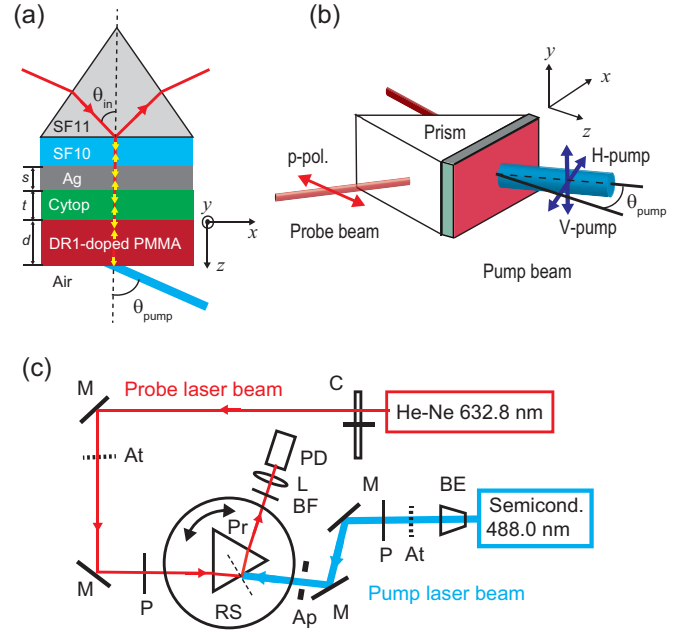 (a)
θin
SF11
SF10
s
Ag
t
Cytop
y
x
d
DR1-doped PMMA
z
Air
θpump
(b)
y
x
z
Prism
p-pol.
H-pump
θpump
V-pump
Probe beam
Pump beam
(c)
M
Probe laser beam
C
He-Ne 632.8 nm
At
PD
L
BF
M
BE
Semicond.
488.0 nm
Pr
P
At
M
P
RS
Ap
M
Pump laser beam